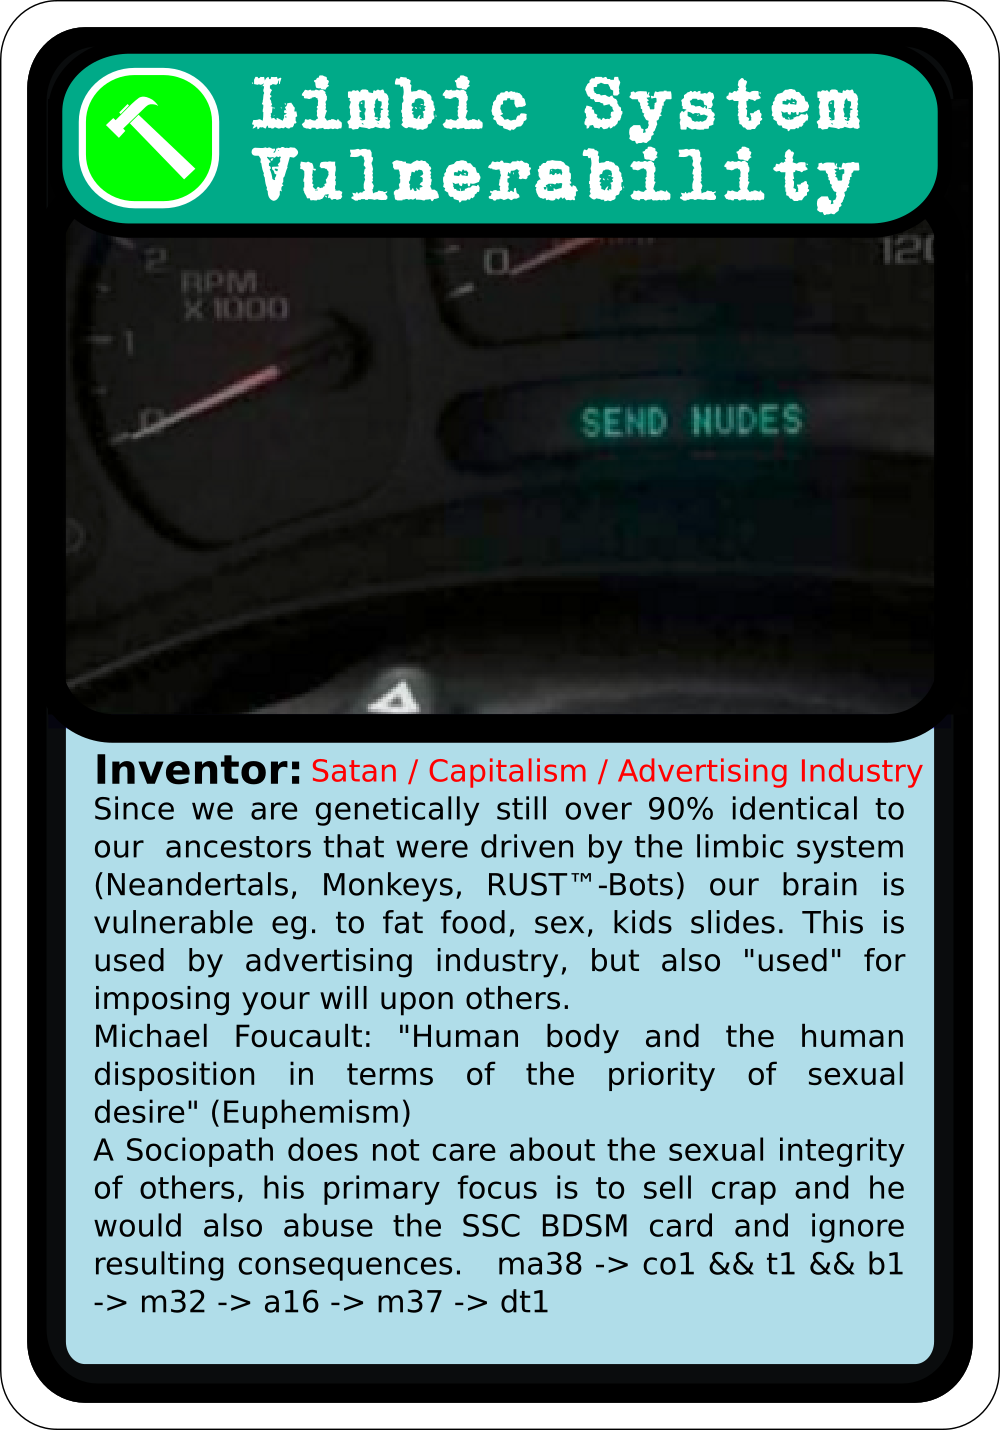 Limbic System
Vulnerability
2
RPM
X 1000
1
0
0
120
SEND NUDES
Inventor: Satan / Capitalism / Advertising Industry
Since we are genetically still over 90% identical to
our ancestors that were driven by the limbic system
(Neandertals, Monkeys, RUST™-Bots) our brain is
vulnerable eg. to fat food, sex, kids slides. This is
used by advertising industry, but also "used" for
imposing your will upon others.
Michael Foucault: "Human body and the human
disposition in terms of the priority of sexual
desire" (Euphemism)
A Sociopath does not care about the sexual integrity
of others, his primary focus is to sell crap and he
would also abuse the SSC BDSM card and ignore
resulting consequences. ma38 -> co1 && t1 && b1
-> m32 -> a16 -> m37 -> dt1